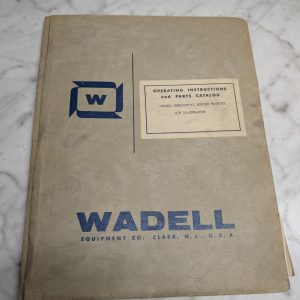 W
OPERATING INSTRUCTIONS
and PARTS CATALOG
WADELL
EQUIPMENT CO. CLARK, N.J., U.S.A.